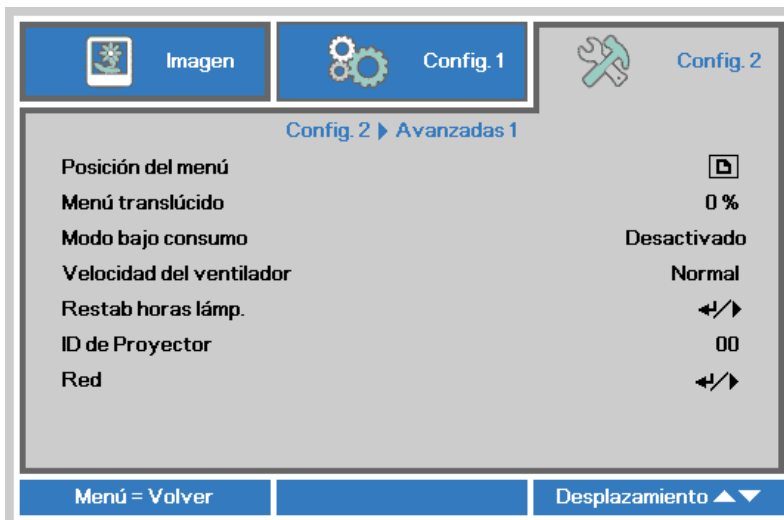 Imagen Config. 1 Config. 2
Config. 2 Avanzadas 1
Posición del menú
Menú translúcido 0 %
Modo bajo consumo Desactivado
Velocidad del ventilador Normal
Restab horas lámp.
ID de Proyector 00
Red
Menú = Volver Desplazamiento